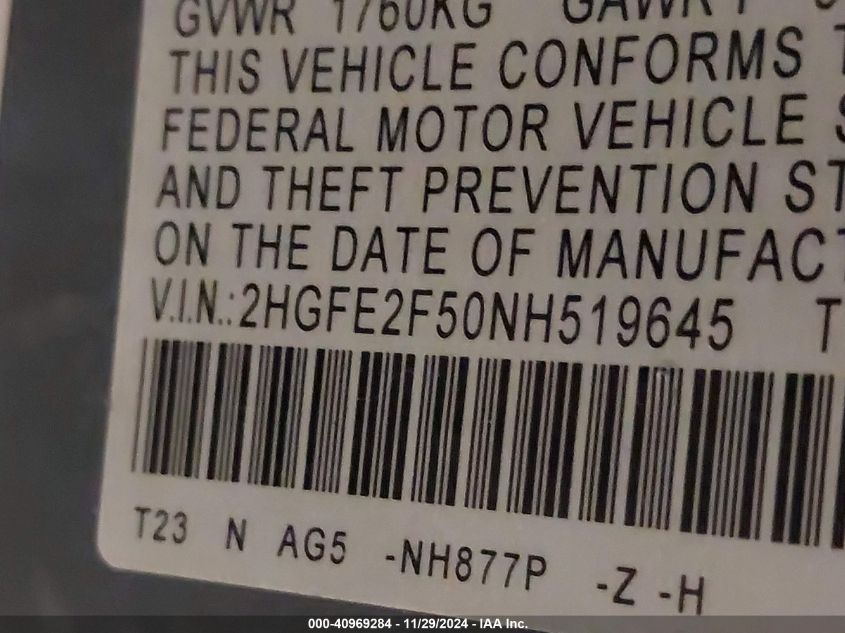 GVWR 1760KG GAWR F
THIS VEHICLE CONFORMS T
FEDERAL MOTOR VEHICLE S
AND THEFT PREVENTION ST
ON THE DATE OF MANUFACT
V.I.N.:2HGFE2F50NH519645 T
T23 N AG5 -NH877P -Z -H
000-40969284 - 11/29/2024 - IAA Inc.